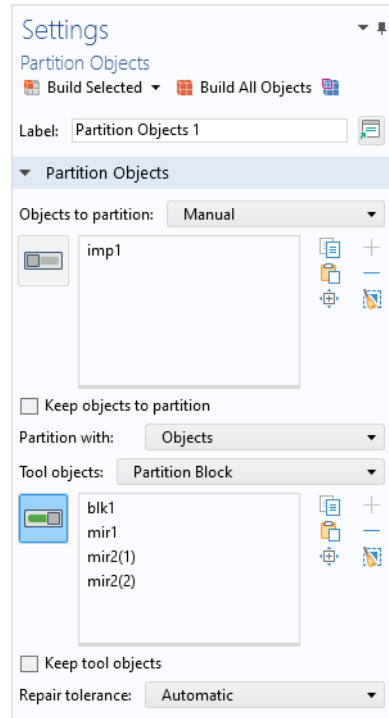 Settings
Partition Objects
Build Selected Build All Objects
Label: Partition Objects 1
Partition Objects
Objects to partition: Manual
imp1
Keep objects to partition
Partition with: Objects
Tool objects: Partition Block
blk1
mir1
mir2(1)
mir2(2)
Keep tool objects
Repair tolerance: Automatic